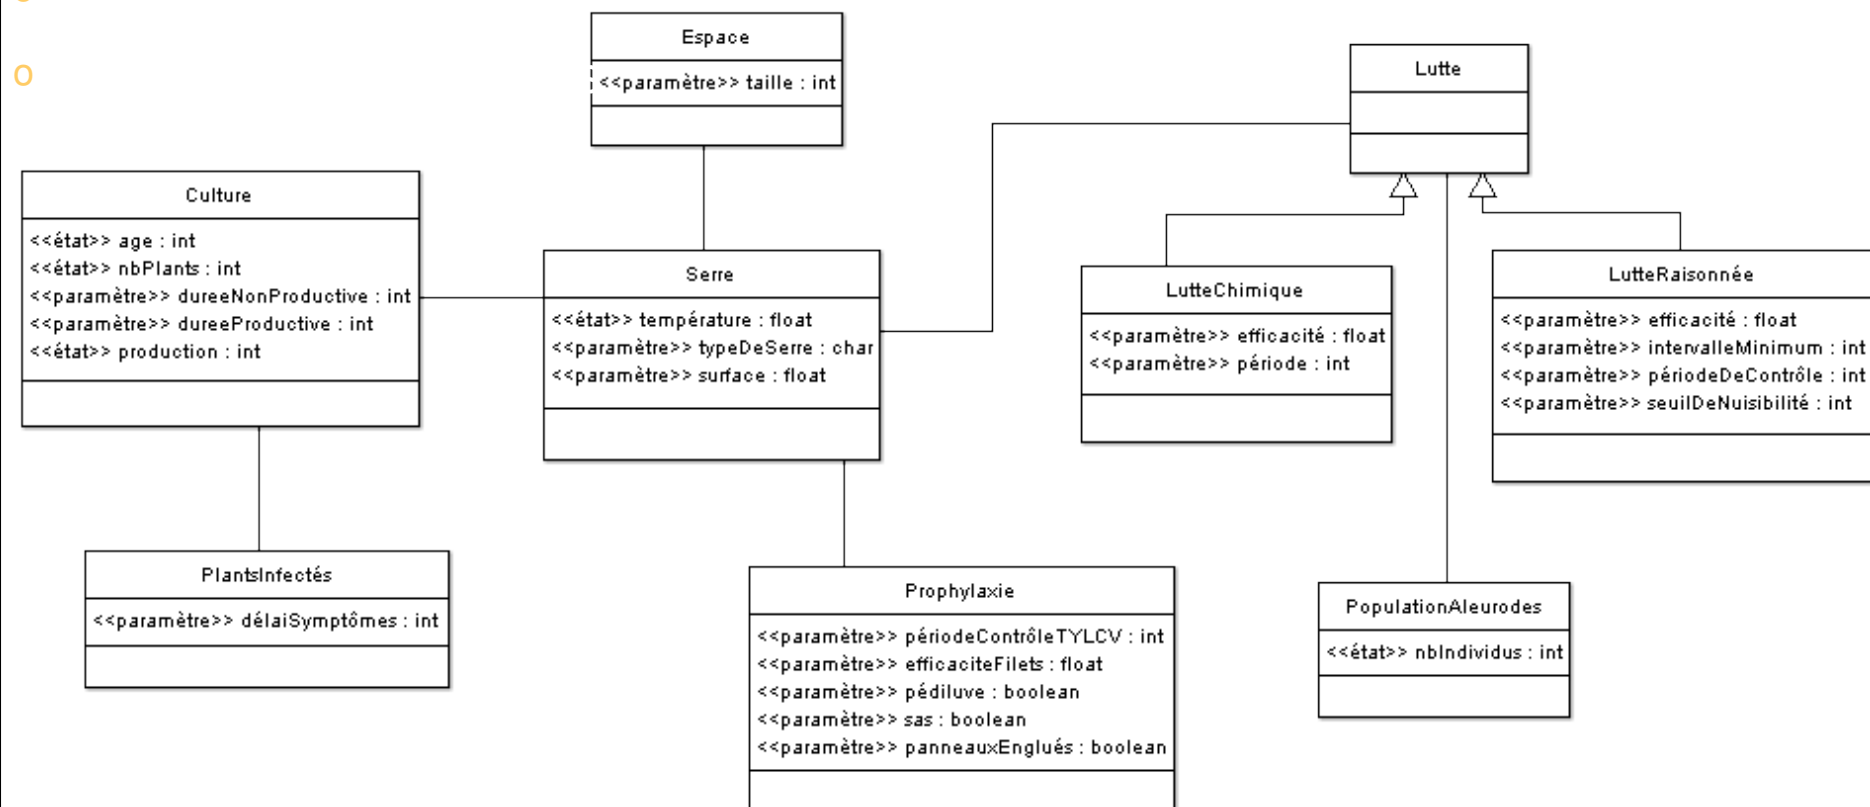 Espace
<<paramètre>> taille : int
Lutte
Culture
<<état>> age : int
<<état>> nbPlants : int
<<paramètre>> dureeNonProductive : int
<<paramètre>> dureeProductive : int
<<état>> production : int
Serre
<<état>> température : float
<<paramètre>> typeDeSerre : char
<<paramètre>> surface : float
LutteChimique
<<paramètre>> efficacité : float
<<paramètre>> période : int
LutteRaisonnée
<<paramètre>> efficacité : float
<<paramètre>> intervalleMinimum : int
<<paramètre>> périodeDeContrôle : int
<<paramètre>> seuilDeNuisibilité : int
PlantsInfectés
<<paramètre>> délaiSymptômes : int
Prophylaxie
<<paramètre>> périodeContrôleTYLCV : int
<<paramètre>> efficaciteFilets : float
<<paramètre>> pédiluve : boolean
<<paramètre>> sas : boolean
<<paramètre>> panneauxEnglués : boolean
PopulationAleurodes
<<état>> nbIndividus : int